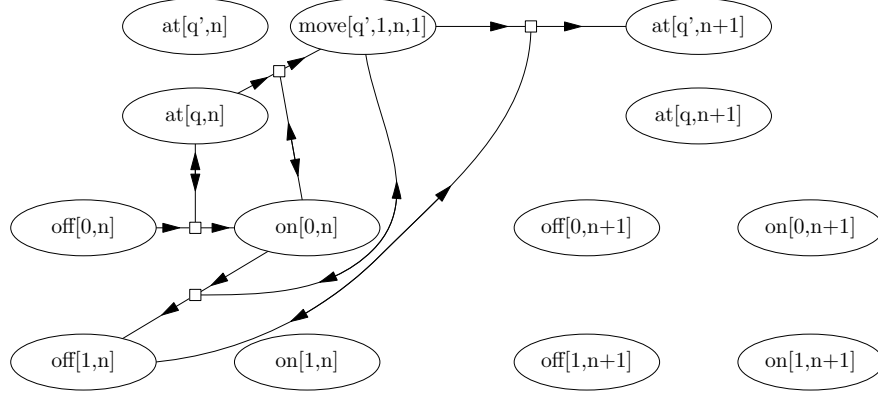 at[q',n]
move[q',1,n,1]
at[q',n+1]
at[q,n]
at[q,n+1]
off[0,n]
on[0,n]
off[0,n+1]
on[0,n+1]
off[1,n]
on[1,n]
off[1,n+1]
on[1,n+1]